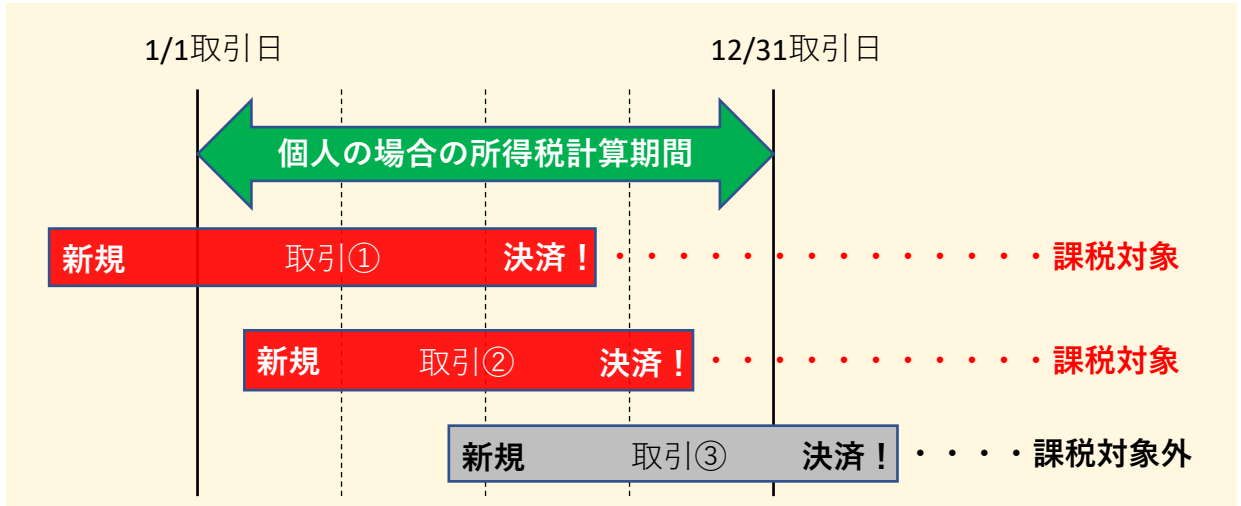 1/1取引日 12/31取引日
個人の場合の所得税計算期間
新規 取引① 決済！・・・・・・・・・・・・・・課税対象
新規 取引② 決済！・・・・・・・・・・・課税対象
新規 取引③ 決済！・・・・課税対象外